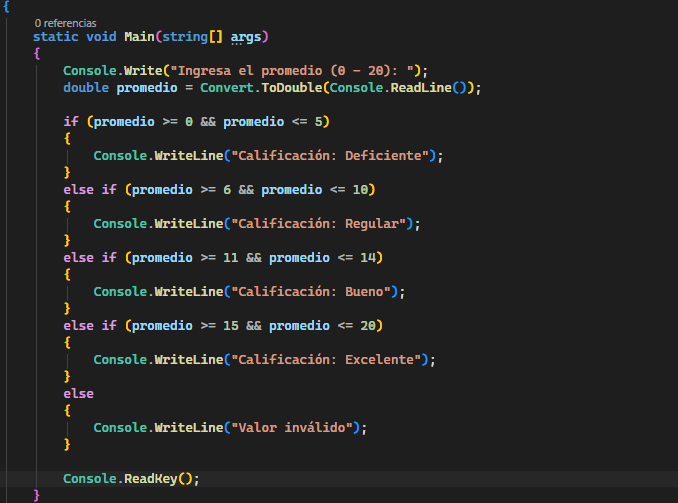 {
0 referencias
static void Main(string[] args)
{
Console.Write("Ingresa el promedio (0 - 20): ");
double promedio = Convert.ToDouble(Console.ReadLine());
if (promedio >= 0 && promedio <= 5)
{
Console.WriteLine("Calificación: Deficiente");
}
else if (promedio >= 6 && promedio <= 10)
{
Console.WriteLine("Calificación: Regular");
}
else if (promedio >= 11 && promedio <= 14)
{
Console.WriteLine("Calificación: Bueno");
}
else if (promedio >= 15 && promedio <= 20)
{
Console.WriteLine("Calificación: Excelente");
}
else
{
Console.WriteLine("Valor inválido");
}
Console.ReadKey();
}